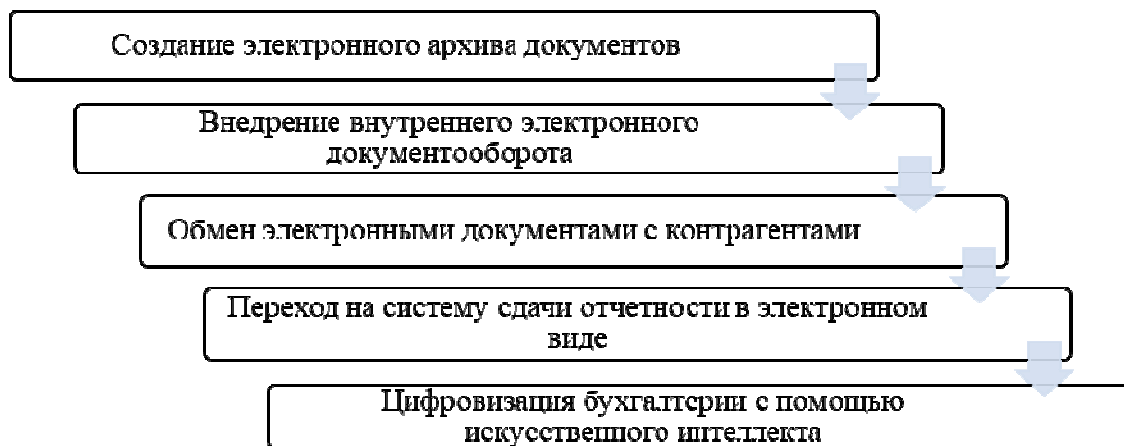 Создание электронного архива документов
Внедрение внутреннего электронного
документооборота
Обмен электронными документами с контрагентами
Переход на систему сдачи отчетности в электронном
виде
Цифровизация бухгалтерии с помощью
искусственного интеллекта